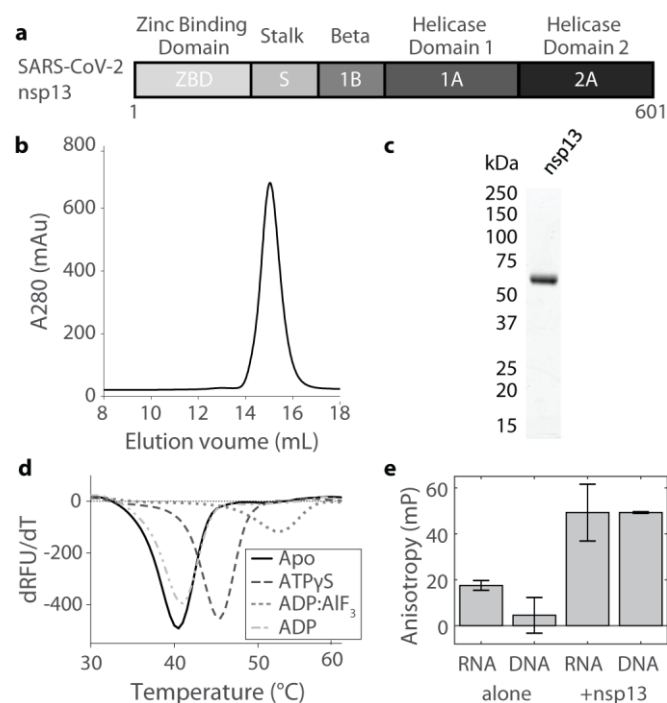 a
Zinc Binding Domain
Stalk
Beta
Helicase Domain 1
Helicase Domain 2
SARS-CoV-2 nsp13
ZBD
S
1B
1A
2A
1
601
b
800
600
400
200
0
A280 (mAu)
8
10
12
14
16
18
Elution voume (mL)
c
kDa
nsp13
250
150
100
75
50
37
25
20
15
d
0
-200
-400
dRFU/dT
30
40
50
60
Temperature (°C)
Apo
ATPγS
ADP:AlF3
ADP
e
60
40
20
0
Anisotropy (mP)
RNA
DNA
RNA
DNA
alone
+nsp13